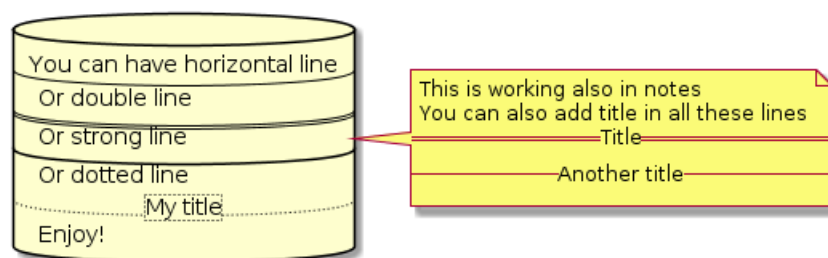 You can have horizontal line
Or double line
Or strong line
Or dotted line
My title
Enjoy!
This is working also in notes
You can also add title in all these lines
Title
Another title